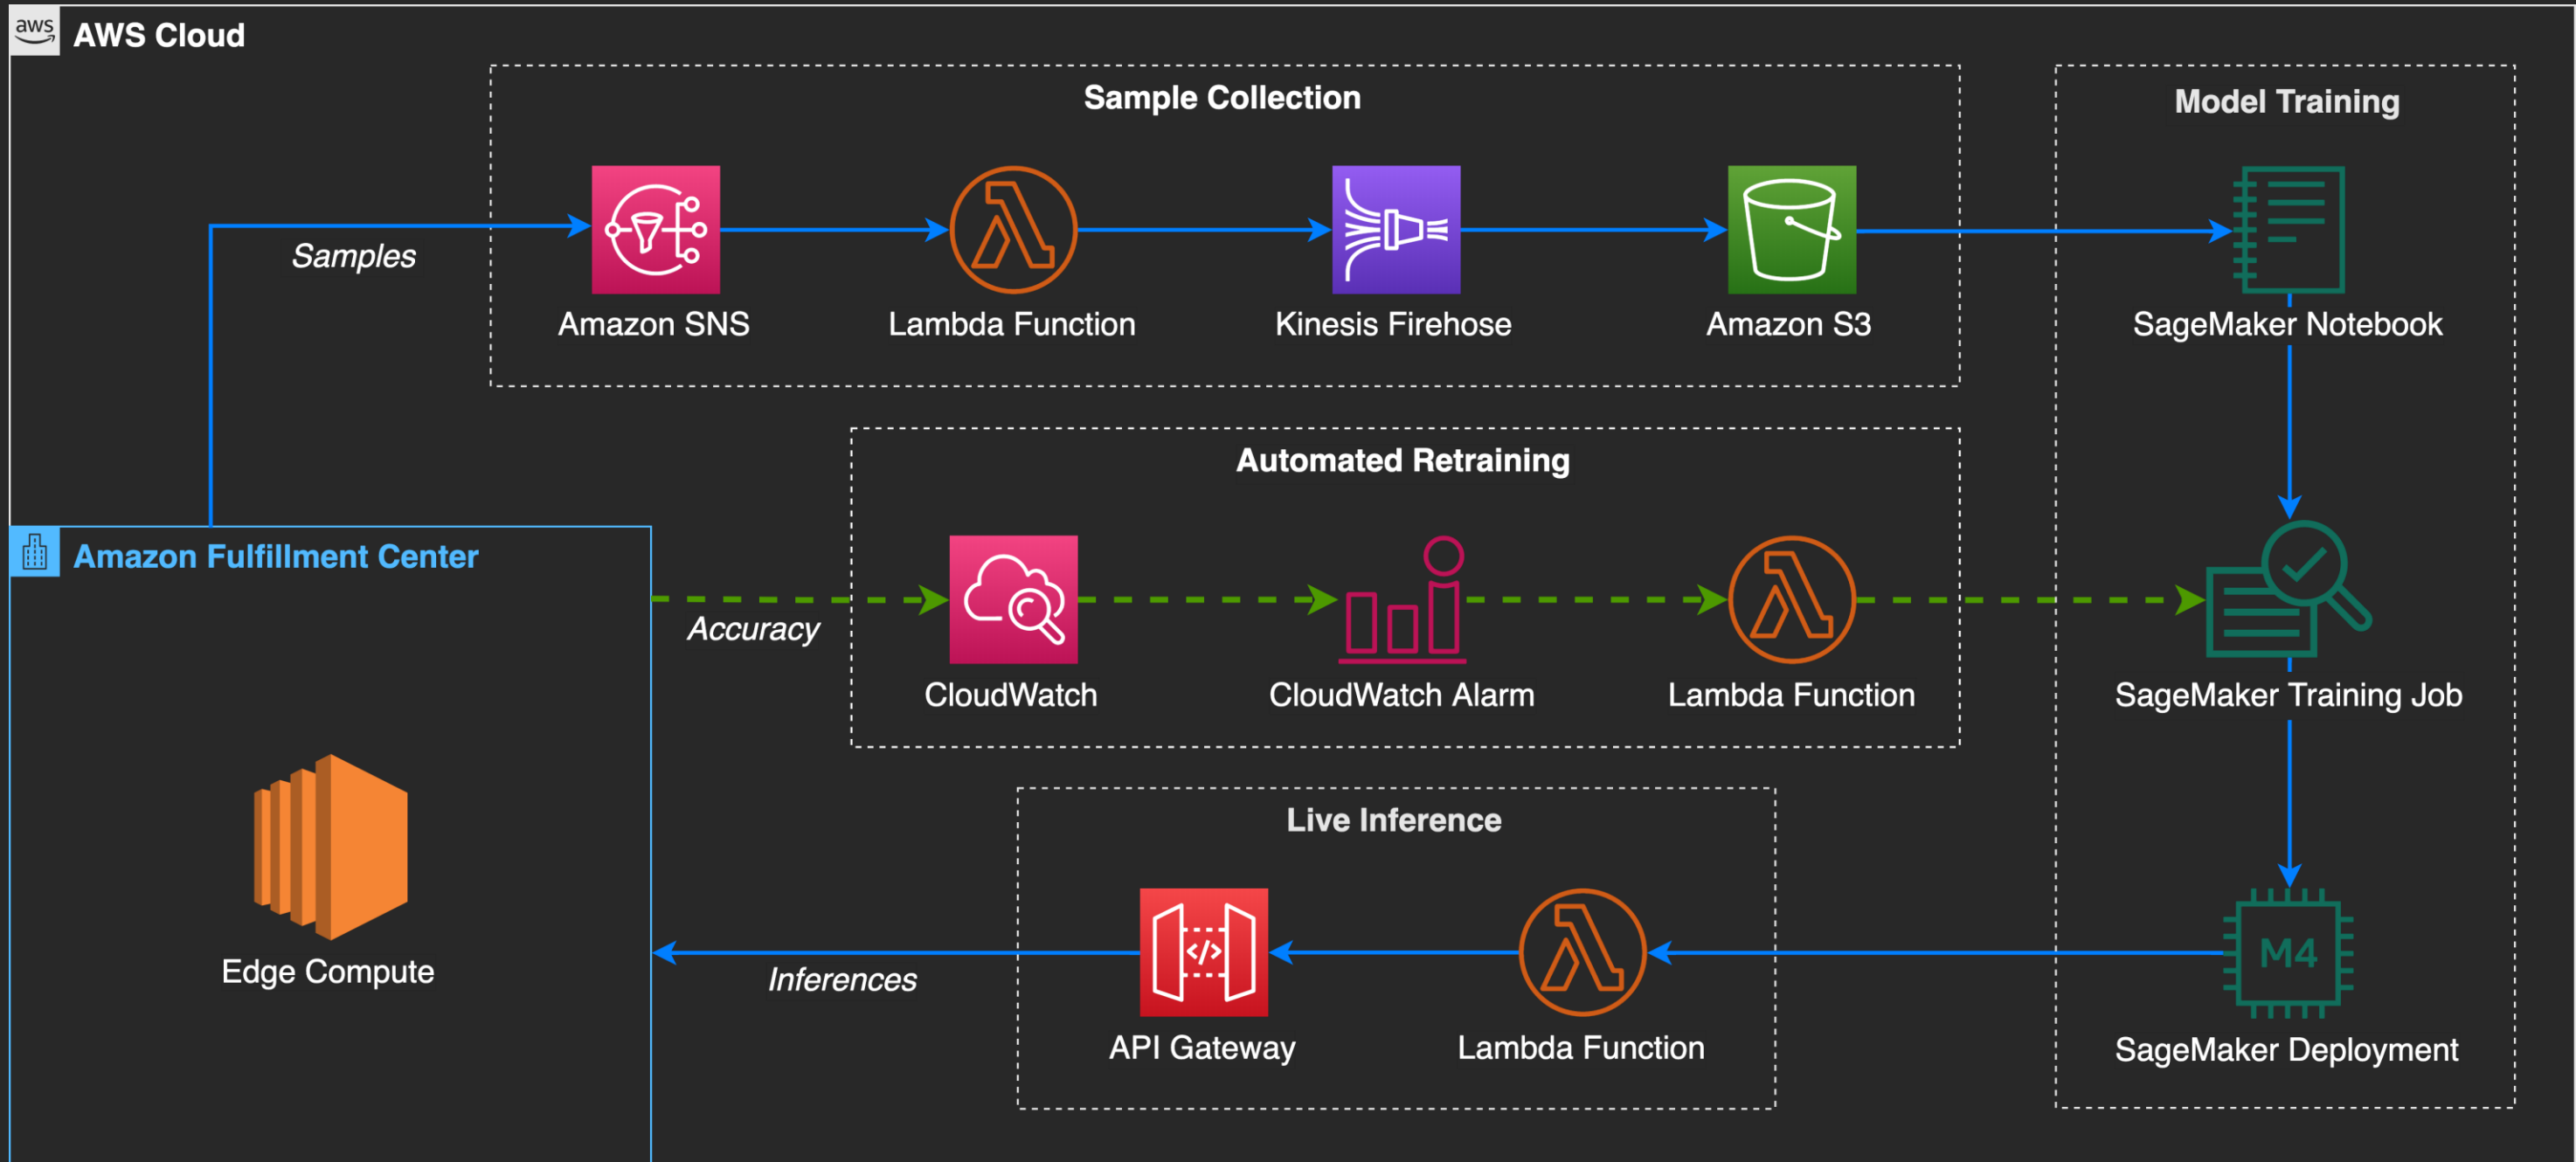 aws
AWS Cloud
Sample Collection
Model Training
Samples
Amazon SNS
Lambda Function
Kinesis Firehose
Amazon S3
SageMaker Notebook
Automated Retraining
Amazon Fulfillment Center
Accuracy
CloudWatch
CloudWatch Alarm
Lambda Function
SageMaker Training Job
Live Inference
Edge Compute
Inferences
</>
M4
API Gateway
Lambda Function
SageMaker Deployment